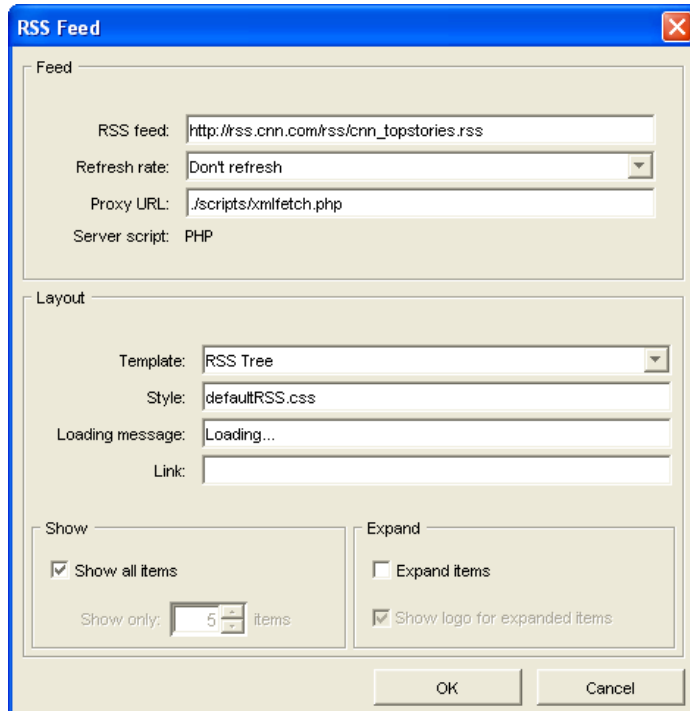 RSS Feed
Feed
RSS feed: http://rss.cnn.com/rss/cnn_topstories.rss
Refresh rate: Don't refresh
Proxy URL: ./scripts/xmlfetch.php
Server script: PHP
Layout
Template: RSS Tree
Style: defaultRSS.css
Loading message: Loading...
Link:
Show
Show all items
Show only: 5 items
Expand
Expand items
Show logo for expanded items
OK
Cancel